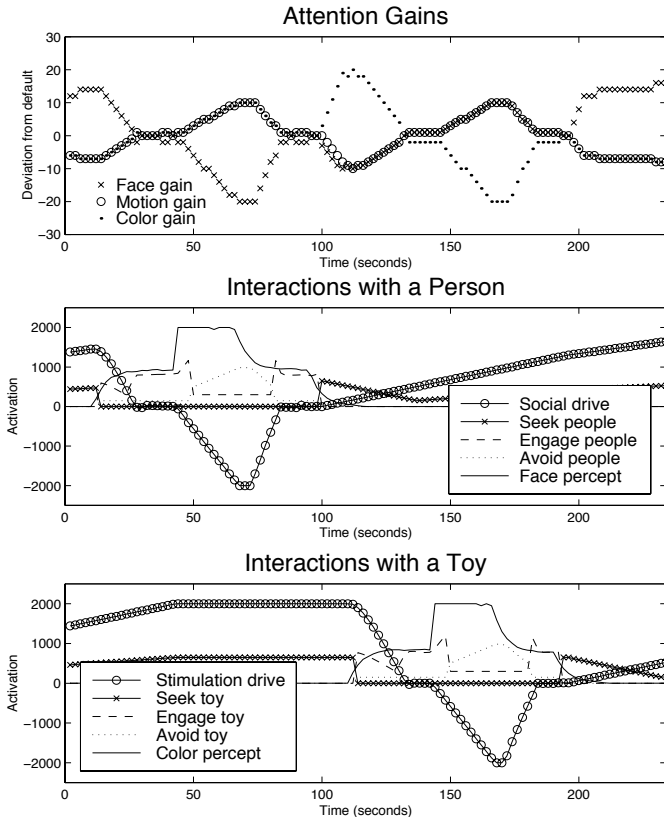 Attention Gains
30
20
10
0
−10
−20
−30
Deviation from default
× Face gain
○ Motion gain
• Color gain
0 50 100 150 200
Time (seconds)
Interactions with a Person
2000
1000
0
−1000
−2000
Activation
Social drive
Seek people
Engage people
Avoid people
Face percept
0 50 100 150 200
Time (seconds)
Interactions with a Toy
2000
1000
0
−1000
−2000
Activation
Stimulation drive
Seek toy
Engage toy
Avoid toy
Color percept
0 50 100 150 200
Time (seconds)